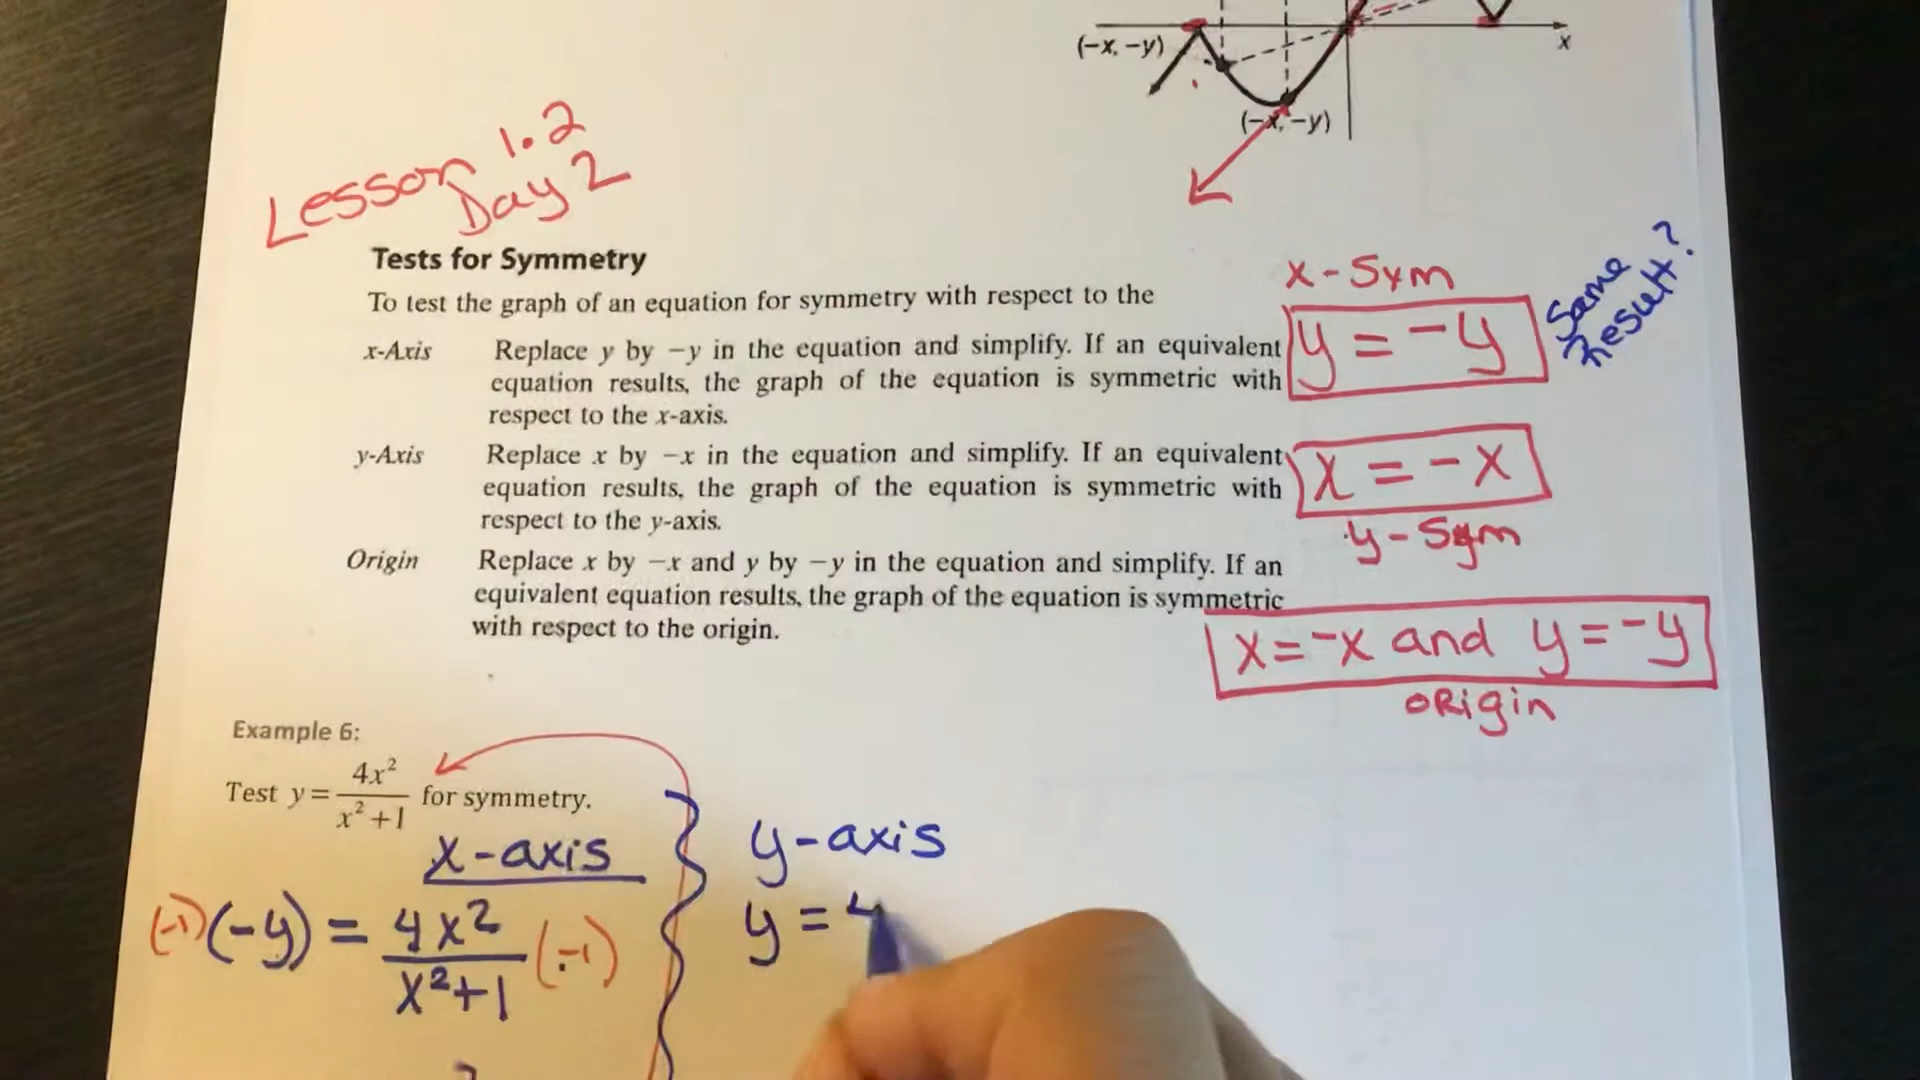 (-x, -y)
x
(-x, -y)
Lesson 1.2
Day 2
Tests for Symmetry
To test the graph of an equation for symmetry with respect to the
x-Axis Replace y by −y in the equation and simplify. If an equivalent
equation results, the graph of the equation is symmetric with
respect to the x-axis.
x-Sym
y = -y
Same
Result?
y-Axis Replace x by −x in the equation and simplify. If an equivalent
equation results, the graph of the equation is symmetric with
respect to the y-axis.
x = -x
y-Sym
Origin Replace x by −x and y by −y in the equation and simplify. If an
equivalent equation results, the graph of the equation is symmetric
with respect to the origin.
x=-x and y=-y
ORigin
Example 6:
Test y = 4x²/x²+1 for symmetry.
x-axis
(-1)(-y) = 4x²/x²+1 (-1)
y-axis
y = 4